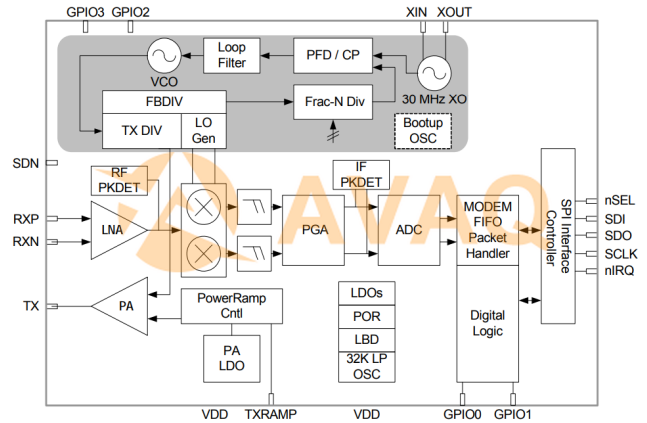 GPIO3 GPIO2
XIN XOUT
VCO
Loop
Filter
PFD / CP
30 MHz XO
FBDIV
TX DIV
LO
Gen
Frac-N Div
Bootup
OSC
SDN
RF
PKDET
IF
PKDET
RXP
RXN
LNA
PGA
ADC
MODEM
FIFO
Packet
Handler
Digital
Logic
SPI Interface
Controller
nSEL
SDI
SDO
SCLK
nIRQ
TX
PA
PowerRamp
Cntl
PA
LDO
LDOs
POR
LBD
32K LP
OSC
VDD TXRAMP VDD GPIO0 GPIO1
AVAQ